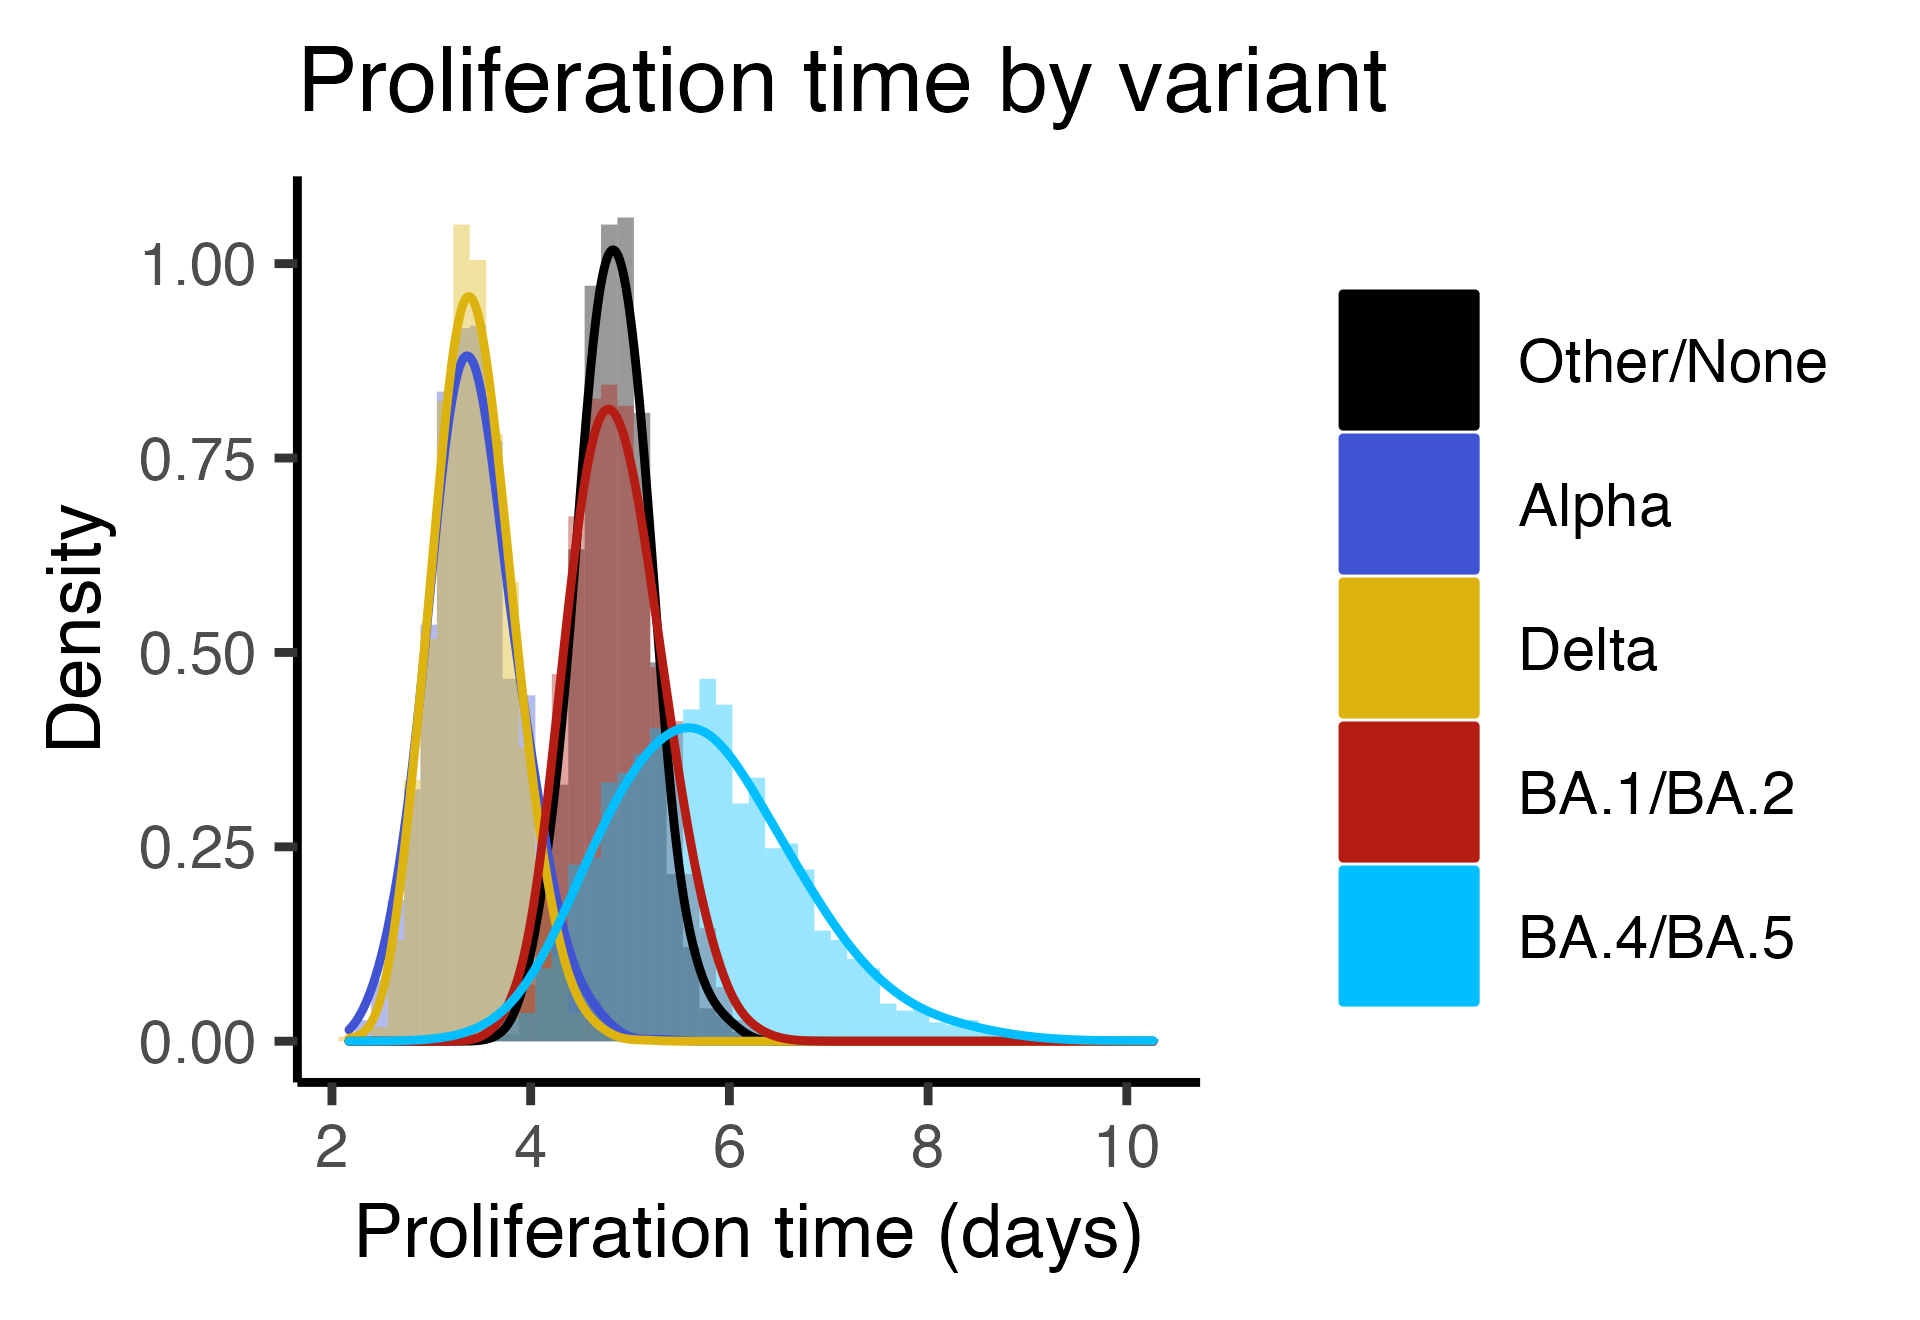 Proliferation time by variant
1.00
0.75
0.50
0.25
0.00
Density
2 4 6 8 10
Proliferation time (days)
Other/None
Alpha
Delta
BA.1/BA.2
BA.4/BA.5